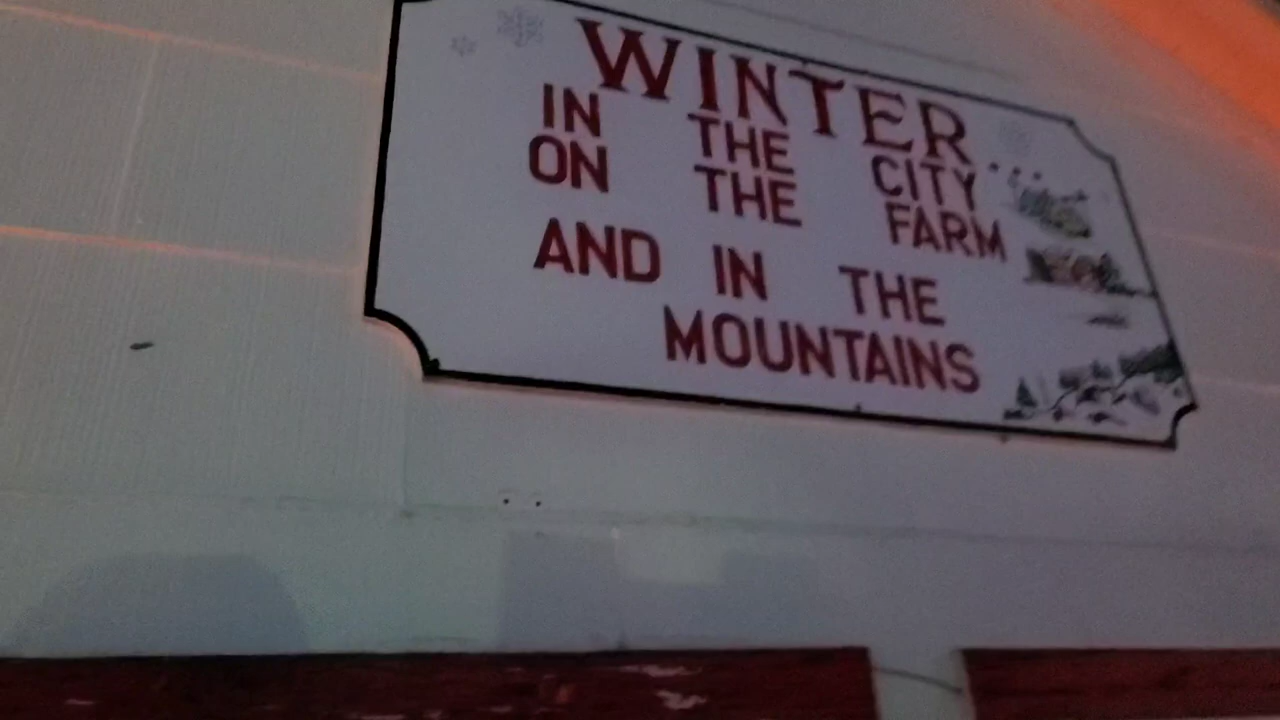 WINTER...
IN THE CITY
ON THE FARM
AND IN THE
MOUNTAINS